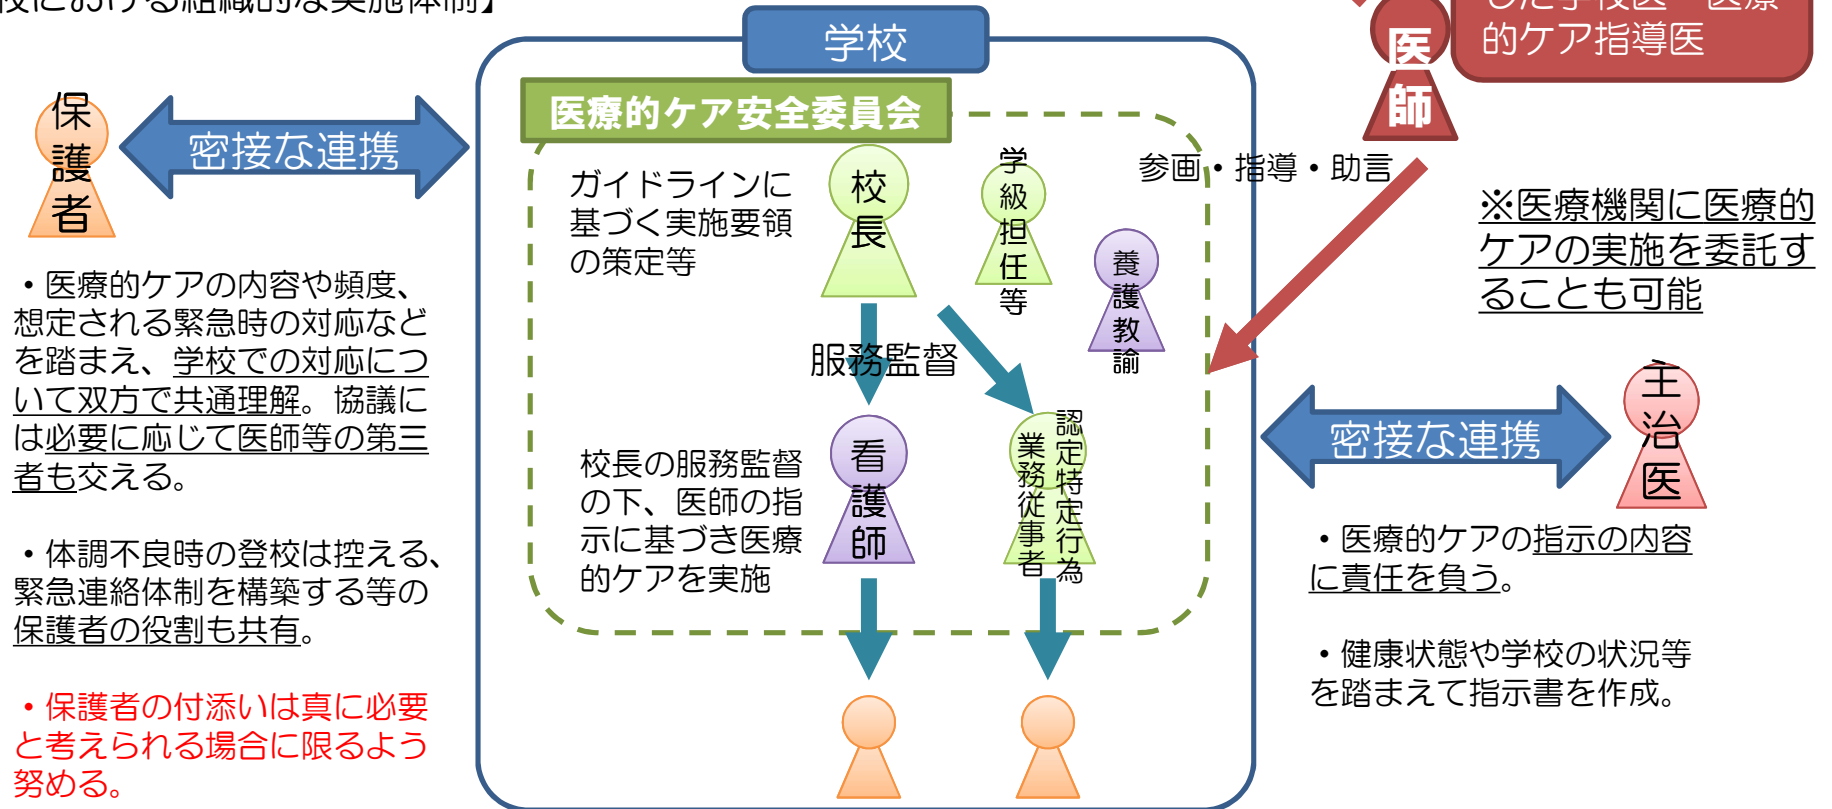 校における組織的な実施体制】
学校
した学校医・医療
的ケア指導医
医師
保護者
密接な連携
医療的ケア安全委員会
ガイドラインに
基づく実施要領
の策定等
校長
学級担任等
養護教諭
参画・指導・助言
※医療機関に医療的
ケアの実施を委託す
ることも可能
・医療的ケアの内容や頻度、
想定される緊急時の対応など
を踏まえ、学校での対応につ
いて双方で共通理解。協議に
は必要に応じて医師等の第三
者も交える。
・体調不良時の登校は控える、
緊急連絡体制を構築する等の
保護者の役割も共有。
・保護者の付添いは真に必要
と考えられる場合に限るよう
努める。
服務監督
校長の服務監督
の下、医師の指
示に基づき医療
的ケアを実施
看護師
認定特定行為
業務従事者
密接な連携
主治医
・医療的ケアの指示の内容
に責任を負う。
・健康状態や学校の状況等
を踏まえて指示書を作成。